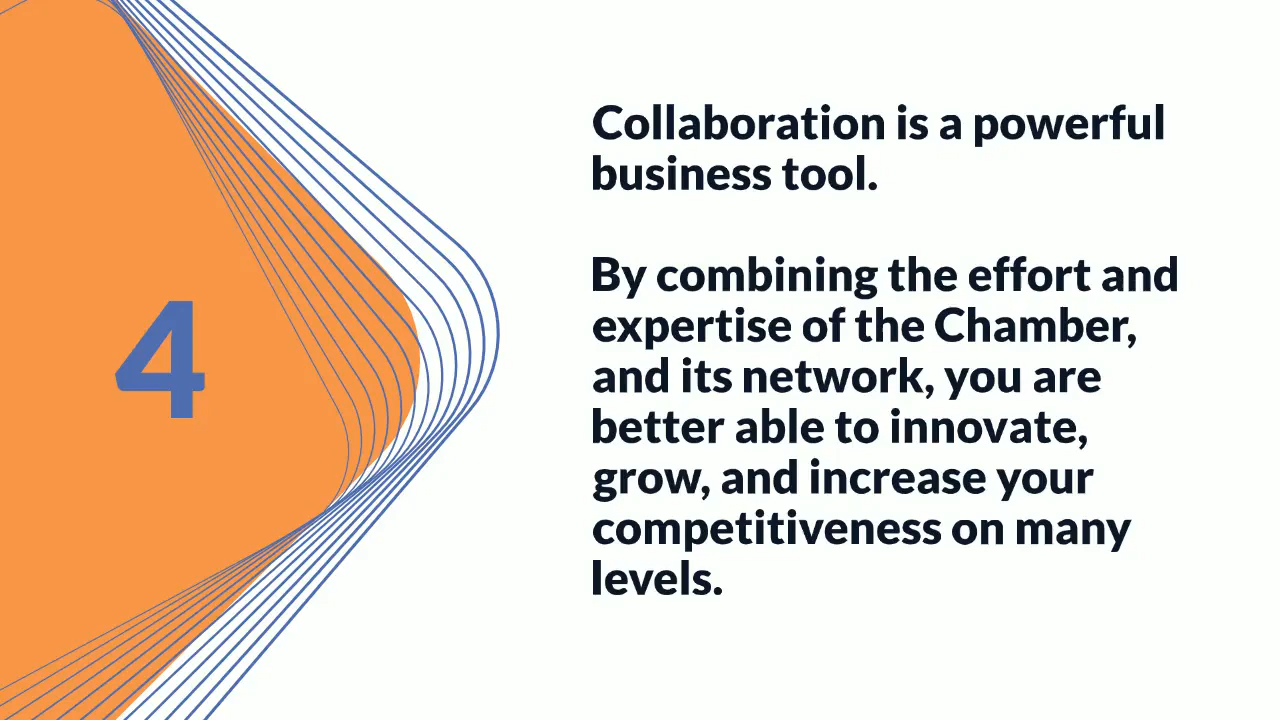 4
Collaboration is a powerful
business tool.
By combining the effort and
expertise of the Chamber,
and its network, you are
better able to innovate,
grow, and increase your
competitiveness on many
levels.